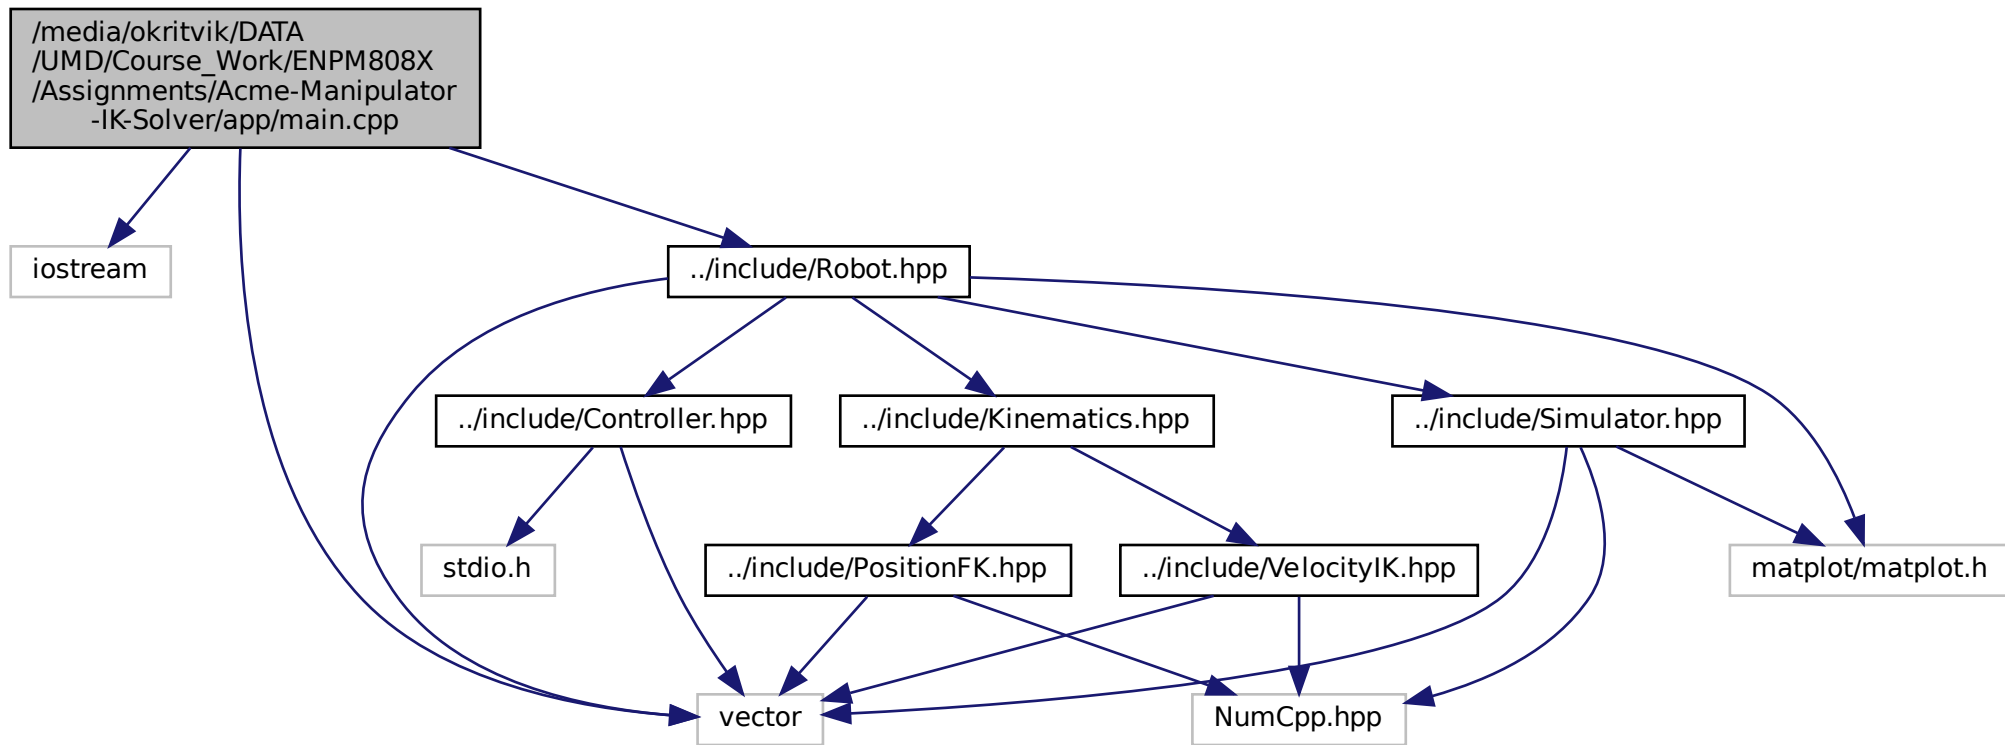 /media/okritvik/DATA
/UMD/Course_Work/ENPM808X
/Assignments/Acme-Manipulator
-IK-Solver/app/main.cpp
iostream
../include/Robot.hpp
../include/Controller.hpp
../include/Kinematics.hpp
../include/Simulator.hpp
stdio.h
../include/PositionFK.hpp
../include/VelocityIK.hpp
matplot/matplot.h
vector
NumCpp.hpp